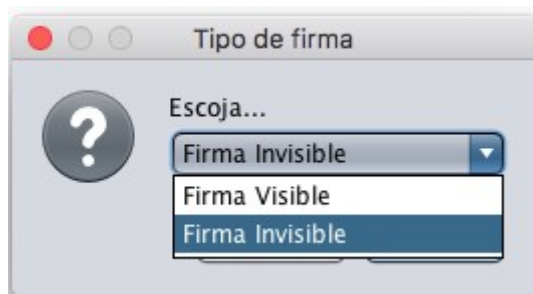 Tipo de firma
Escoja...
Firma Invisible
Firma Visible
Firma Invisible